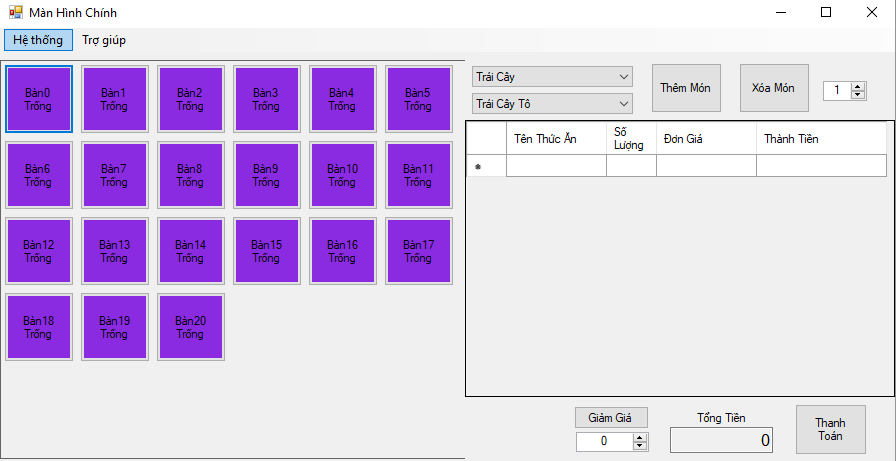 Màn Hình Chính
Hệ thống Trợ giúp
Bàn0
Trống
Bàn1
Trống
Bàn2
Trống
Bàn3
Trống
Bàn4
Trống
Bàn5
Trống
Bàn6
Trống
Bàn7
Trống
Bàn8
Trống
Bàn9
Trống
Bàn10
Trống
Bàn11
Trống
Bàn12
Trống
Bàn13
Trống
Bàn14
Trống
Bàn15
Trống
Bàn16
Trống
Bàn17
Trống
Bàn18
Trống
Bàn19
Trống
Bàn20
Trống
Trái Cây
Trái Cây Tô
Thêm Món
Xóa Món
1
Tên Thức Ăn
Số
Lượng
Đơn Giá
Thành Tiền
Giảm Giá
0
Tổng Tiền
0
Thanh
Toán